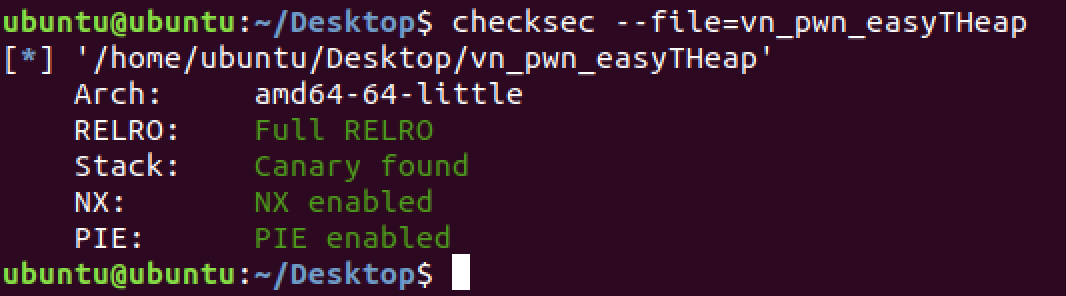 ubuntu@ubuntu:~/Desktop$ checksec --file=vn_pwn_easyTHeap
[*] '/home/ubuntu/Desktop/vn_pwn_easyTHeap'
    Arch:     amd64-64-little
    RELRO:    Full RELRO
    Stack:    Canary found
    NX:       NX enabled
    PIE:      PIE enabled
ubuntu@ubuntu:~/Desktop$